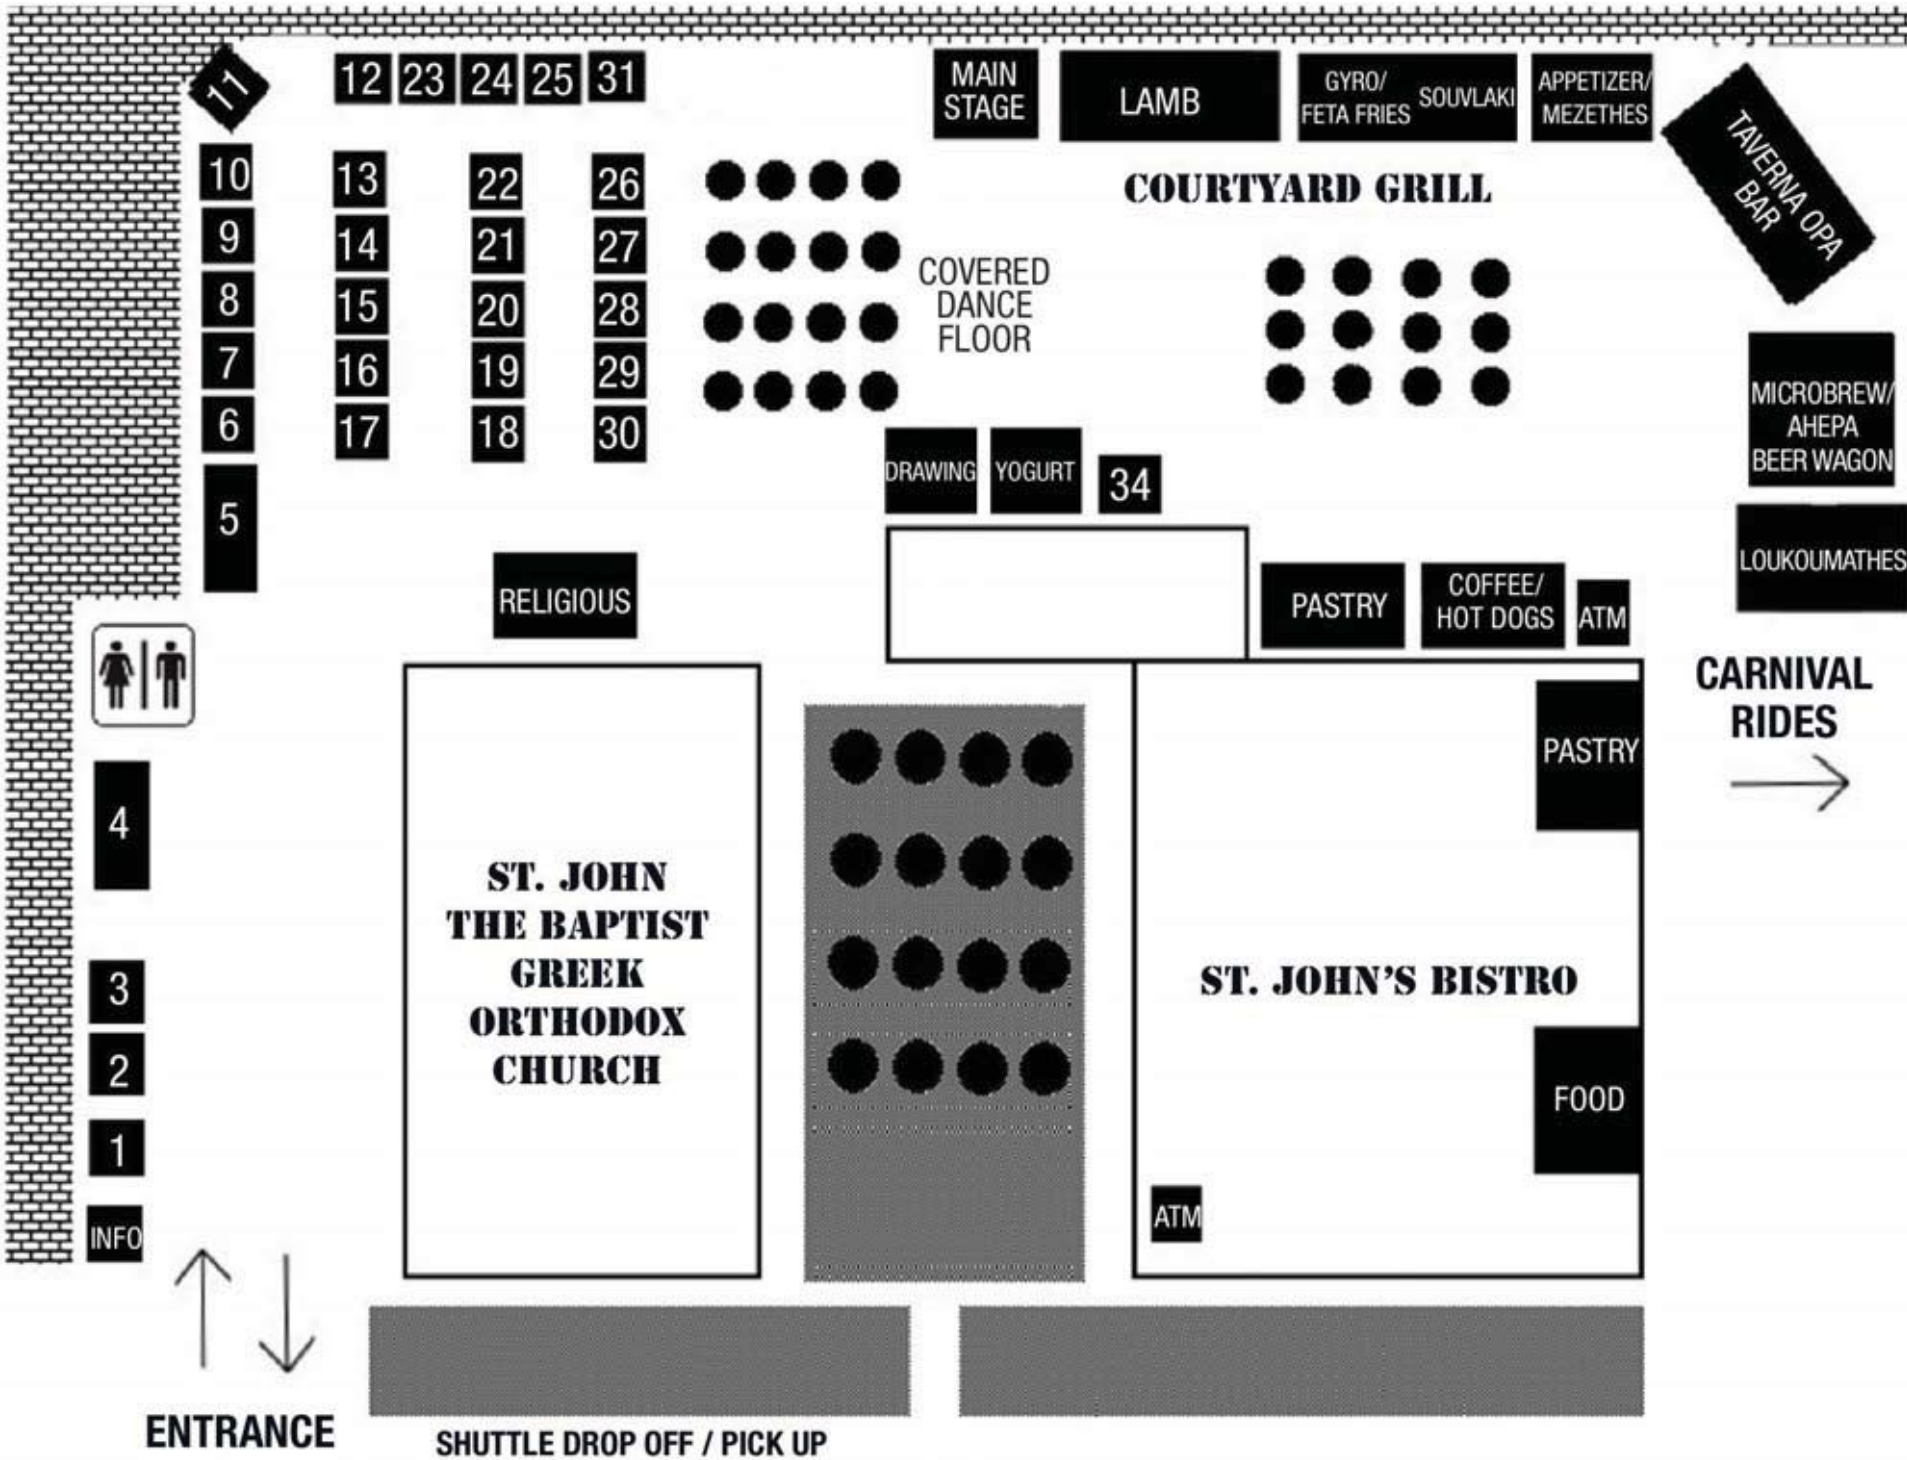 11
12 23 24 25 31
MAIN
STAGE
LAMB
GYRO/
FETA FRIES
SOUVLAKI
APPETIZER/
MEZETHES
TAVERNA OPA
BAR
COURTYARD GRILL
10 13 22 26
9 14 21 27
8 15 20 28
7 16 19 29
6 17 18 30
COVERED
DANCE
FLOOR
MICROBREW/
AHEPA
BEER WAGON
5
DRAWING
YOGURT
34
RELIGIOUS
PASTRY
COFFEE/
HOT DOGS
ATM
LOUKOUMATHES
CARNIVAL
RIDES
4
3
2
1
INFO
ST. JOHN
THE BAPTIST
GREEK
ORTHODOX
CHURCH
PASTRY
ST. JOHN'S BISTRO
FOOD
ATM
ENTRANCE
SHUTTLE DROP OFF / PICK UP